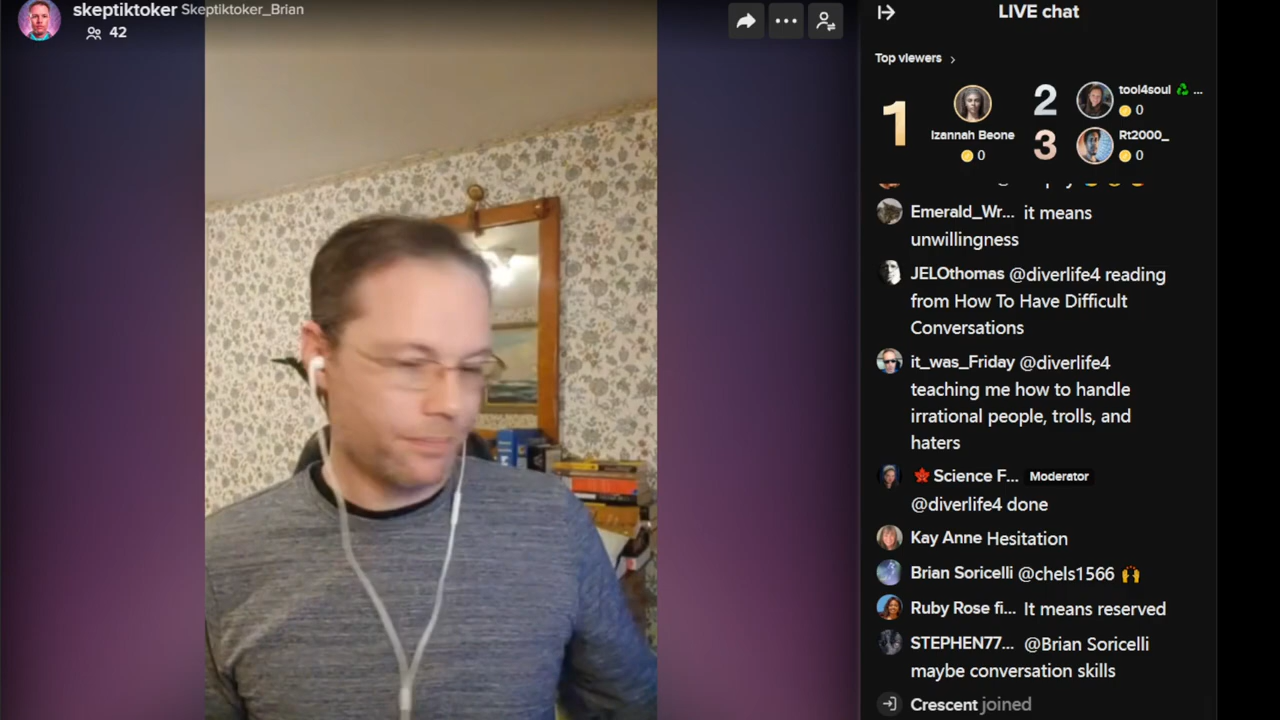 skeptiktoker Skeptiktoker_Brian
42
LIVE chat
Top viewers
1
Izannah Beone
0
2
tool4soul ...
0
3
Rt2000_
0
Emerald_Wr... it means
unwillingness
JELOthomas @diverlife4 reading
from How To Have Difficult
Conversations
it_was_Friday @diverlife4
teaching me how to handle
irrational people, trolls, and
haters
Science F... Moderator
@diverlife4 done
Kay Anne Hesitation
Brian Soricelli @chels1566
Ruby Rose fi... It means reserved
STEPHEN77... @Brian Soricelli
maybe conversation skills
Crescent joined